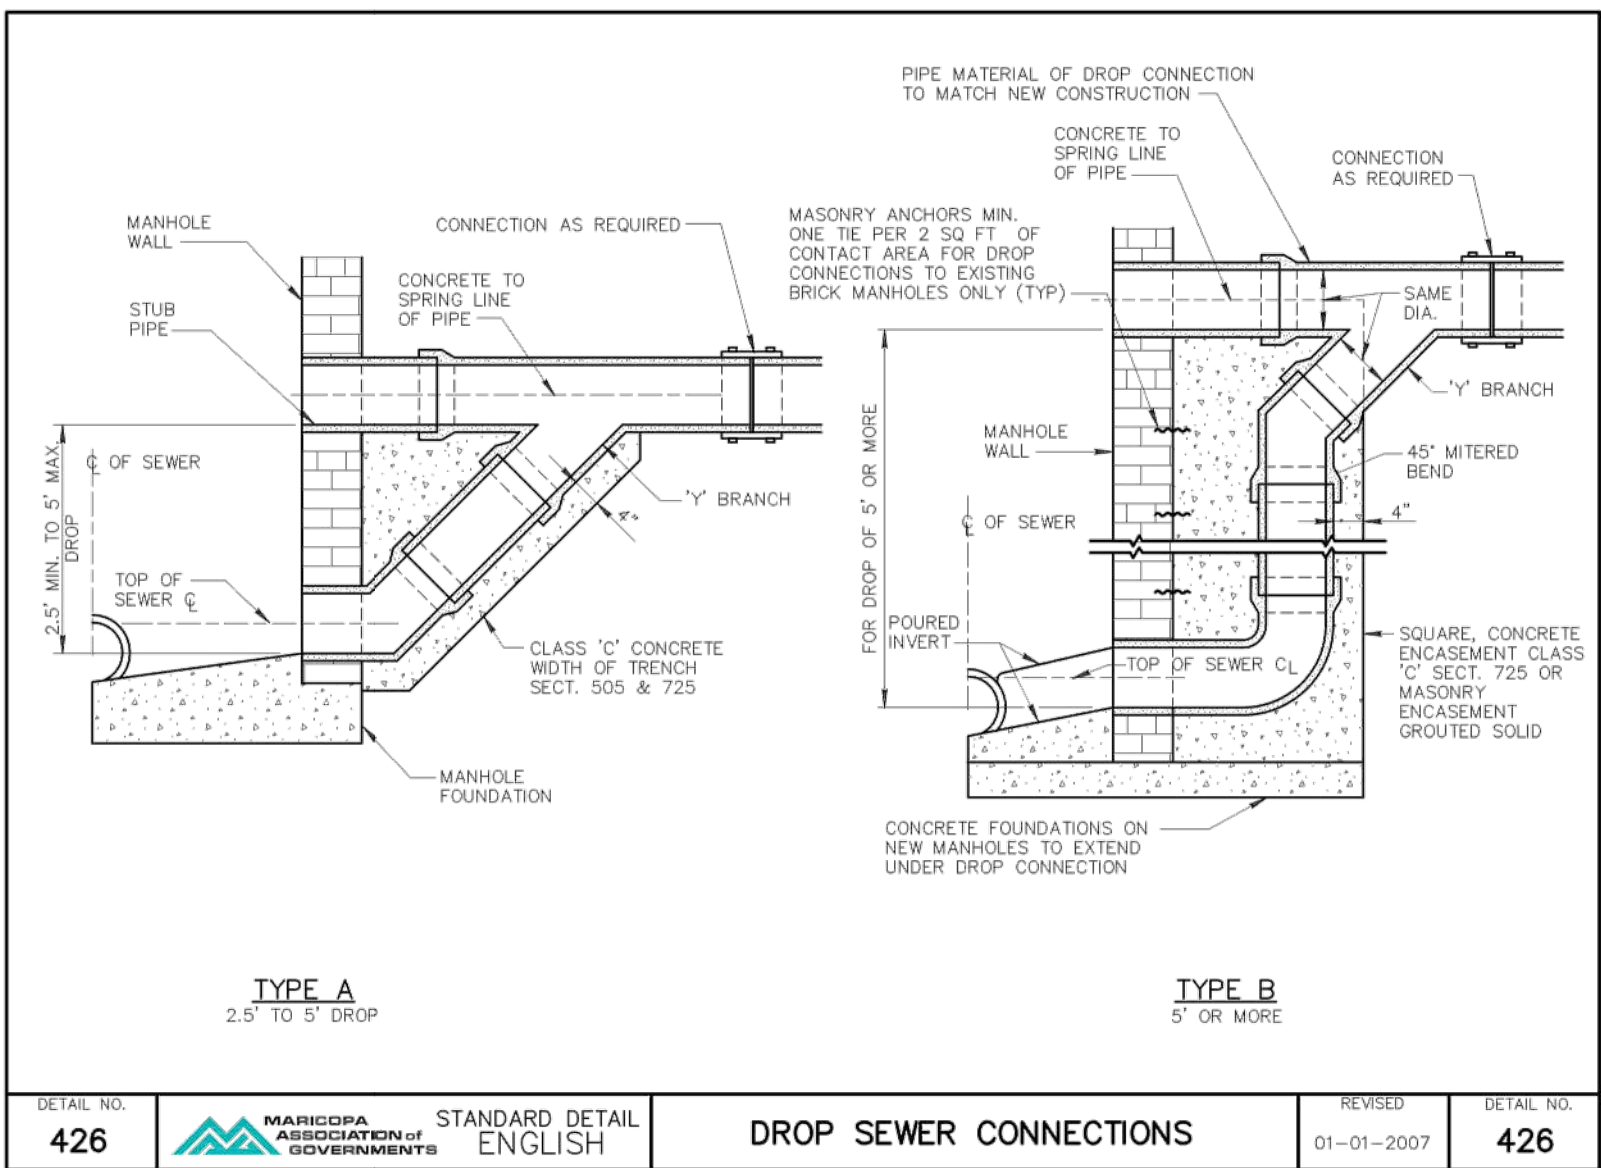 MANHOLE
WALL
CONNECTION AS REQUIRED
CONCRETE TO
SPRING LINE
OF PIPE
STUB
PIPE
℄ OF SEWER
2.5' MIN. TO 5' MAX.
DROP
TOP OF
SEWER ℄
'Y' BRANCH
4"
CLASS 'C' CONCRETE
WIDTH OF TRENCH
SECT. 505 & 725
MANHOLE
FOUNDATION
TYPE A
2.5' TO 5' DROP
PIPE MATERIAL OF DROP CONNECTION
TO MATCH NEW CONSTRUCTION
CONCRETE TO
SPRING LINE
OF PIPE
CONNECTION
AS REQUIRED
MASONRY ANCHORS MIN.
ONE TIE PER 2 SQ FT OF
CONTACT AREA FOR DROP
CONNECTIONS TO EXISTING
BRICK MANHOLES ONLY (TYP)
SAME
DIA.
'Y' BRANCH
FOR DROP OF 5' OR MORE
MANHOLE
WALL
45° MITERED
BEND
℄ OF SEWER
4"
POURED
INVERT
TOP OF SEWER CL
SQUARE, CONCRETE
ENCASEMENT CLASS
'C' SECT. 725 OR
MASONRY
ENCASEMENT
GROUTED SOLID
CONCRETE FOUNDATIONS ON
NEW MANHOLES TO EXTEND
UNDER DROP CONNECTION
TYPE B
5' OR MORE
DETAIL NO.
426
MARICOPA
ASSOCIATION of
GOVERNMENTS
STANDARD DETAIL
ENGLISH
DROP SEWER CONNECTIONS
REVISED
01-01-2007
DETAIL NO.
426